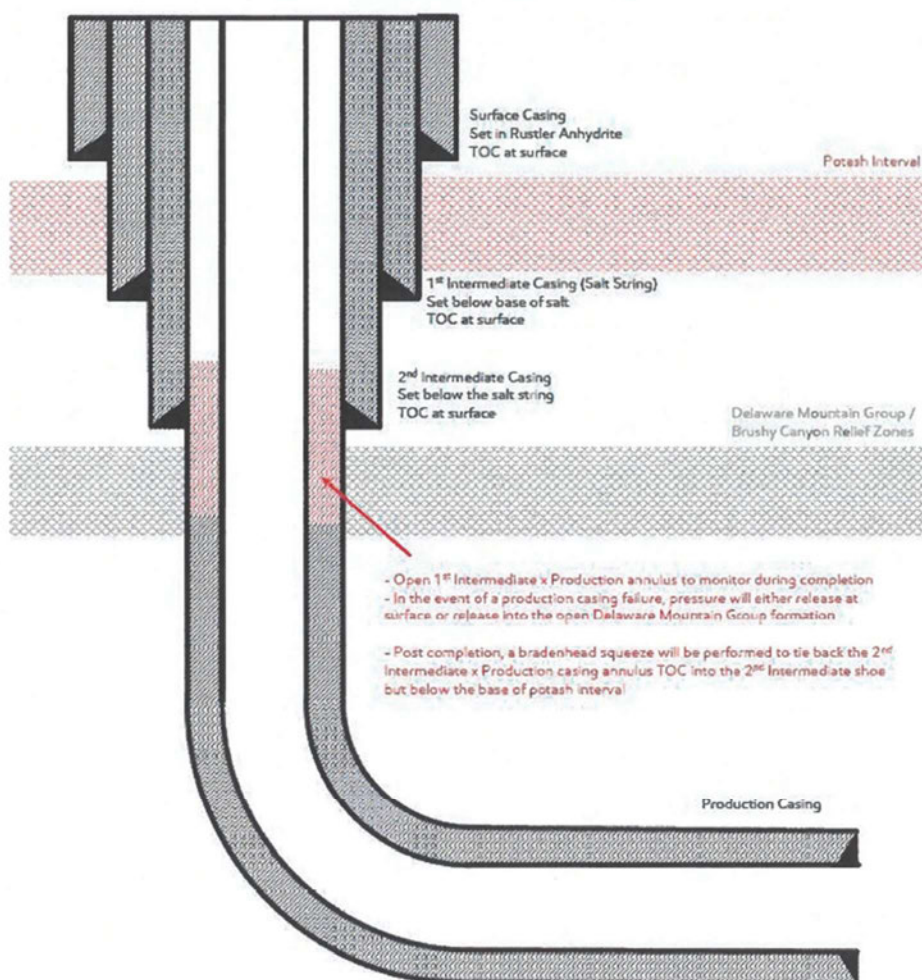 Surface Casing
Set in Rustler Anhydrite
TOC at surface
Potash Interval
1st Intermediate Casing (Salt String)
Set below base of salt
TOC at surface
2nd Intermediate Casing
Set below the salt string
TOC at surface
Delaware Mountain Group /
Brushy Canyon Relief Zones
- Open 1st Intermediate x Production annulus to monitor during completion
- In the event of a production casing failure, pressure will either release at
surface or release into the open Delaware Mountain Group formation
- Post completion, a bradenhead squeeze will be performed to tie back the 2nd
Intermediate x Production casing annulus TOC into the 2nd Intermediate shoe
but below the base of potash interval
Production Casing